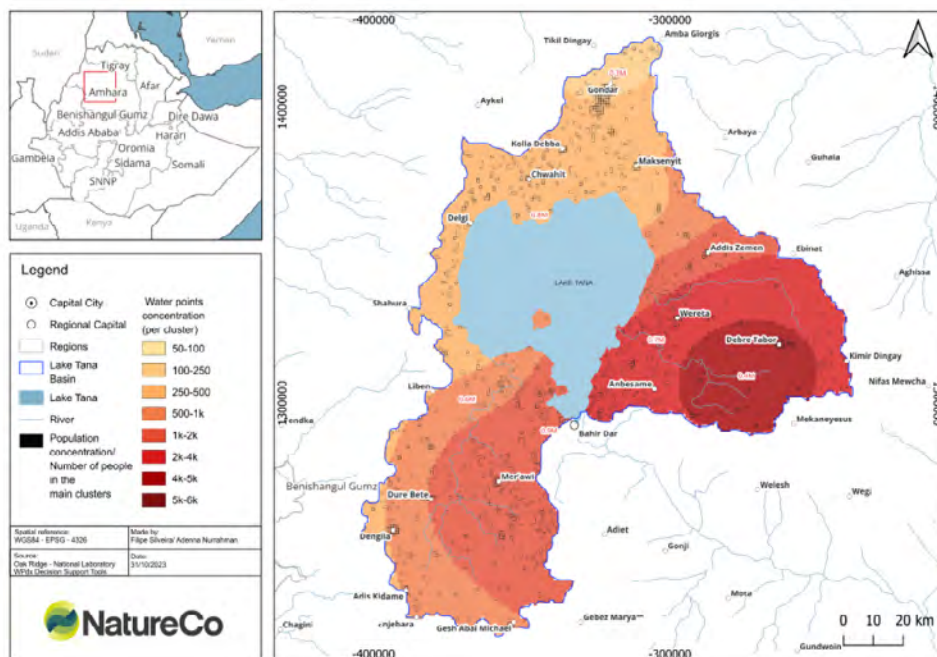 Sudan
Yemen
Tigray
Amhara
Afar
Benishangul Gumz
Dire Dawa
Addis Ababa
Harari
Oromia
Gambela
Sidama
Somali
SNNP
Uganda
Kenya
Legend
Capital City
Regional Capital
Regions
Lake Tana
Basin
Lake Tana
River
Population
concentration/
Number of people
in the
main clusters
Water points
concentration
(per cluster)
50-100
100-250
250-500
500-1k
1k-2k
2k-4k
4k-5k
5k-6k
Spatial reference:
WGS84 - EPSG - 4326
Made by:
Filipe Silveira/ Adenna Nurrahman
Source:
Oak Ridge - National Laboratory
WPdx Decision Support Tools
Date:
31/10/2023
NatureCo
-400000
-300000
Tikil Dingay
Amba Giorgis
Gondar
Aykel
1400000
1400000
Arbaya
Kolla Debba
Guhala
Maksenyit
Chwahit
Delgi
Addis Zemen
Ebinat
LAKE TANA
Aghissa
Shahura
Wereta
Debre Tabor
Kimir Dingay
Liben
Anbesame
Nifas Mewcha
1300000
1300000
Mekaneyesus
Bahir Dar
Benishangul Gumz
Mer'awi
Dure Bete
Welesh
Wegi
Dengila
Adiet
Gonji
Arlis Kidame
Mota
Chagini
Gesh Abai Michael
Gebez Marya
Gundwoin
-400000
-300000
0 10 20 km